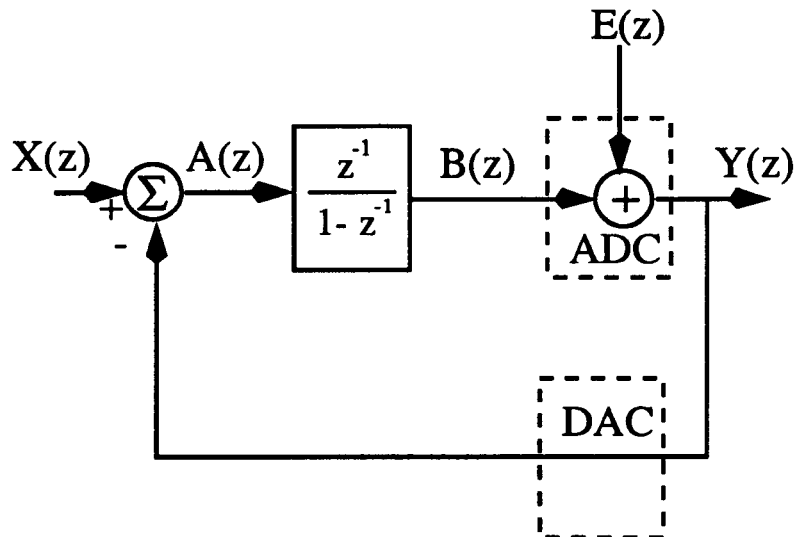 E(z)
X(z)
A(z)
z⁻¹
1- z⁻¹
B(z)
Y(z)
Σ
+
-
+
ADC
DAC